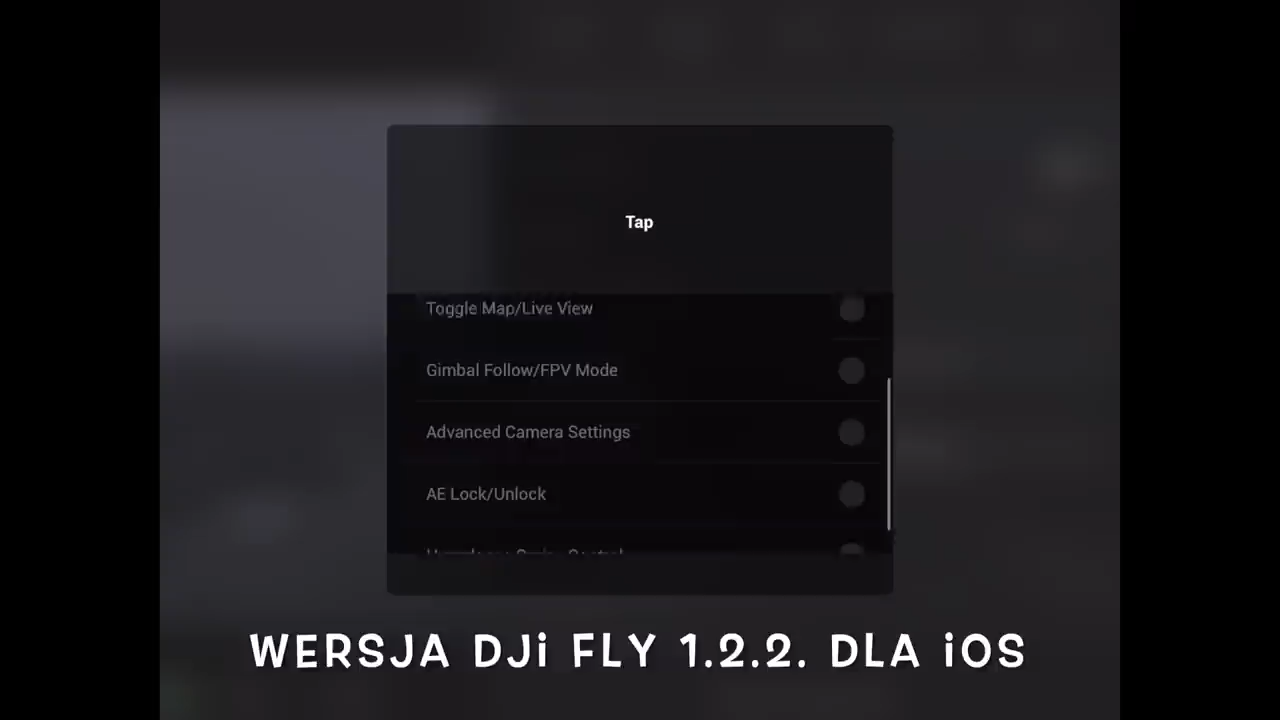 Tap
Toggle Map/Live View
Gimbal Follow/FPV Mode
Advanced Camera Settings
AE Lock/Unlock
WERSJA DJi FLY 1.2.2. DLA iOS